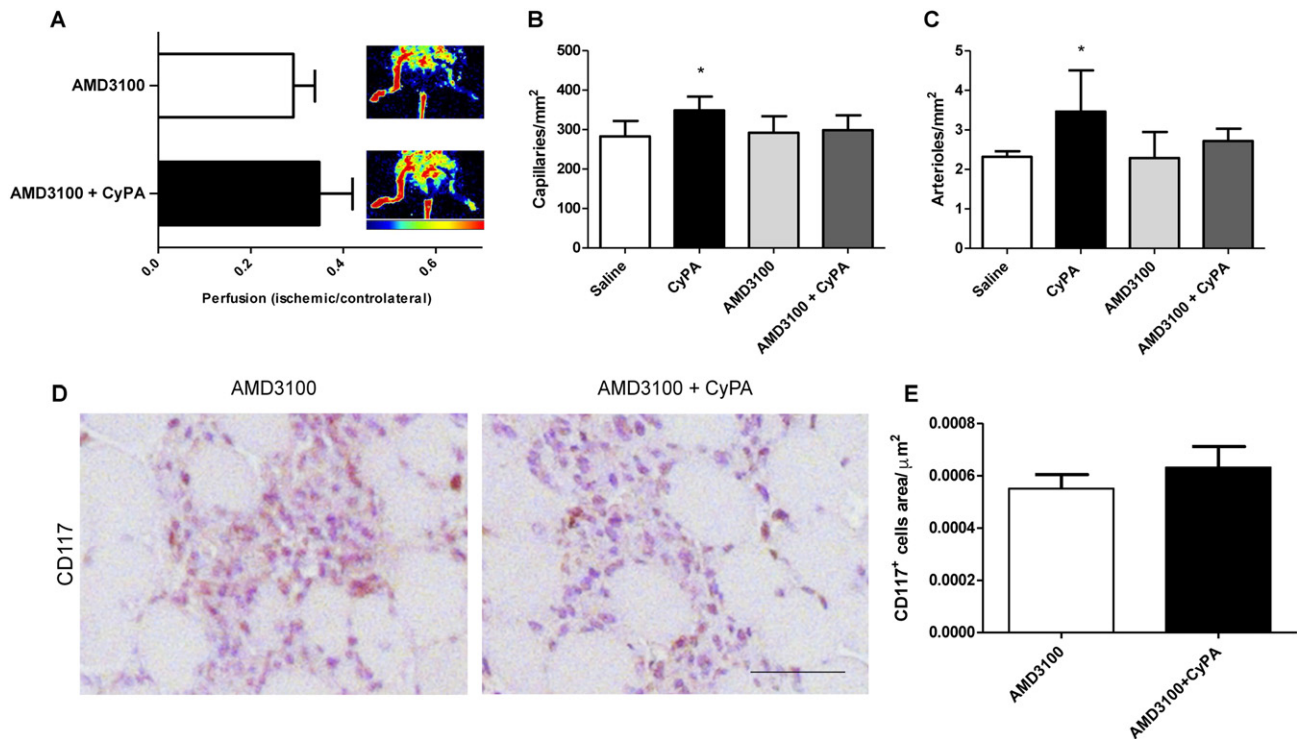 A
AMD3100
AMD3100 + CyPA
0.0
0.2
0.4
0.6
Perfusion (ischemic/controlateral)
B
Capillaries/mm²
500
400
300
200
100
0
*
Saline
CyPA
AMD3100
AMD3100 + CyPA
C
Arterioles/mm²
5
4
3
2
1
0
*
Saline
CyPA
AMD3100
AMD3100 + CyPA
D
AMD3100
AMD3100 + CyPA
CD117
E
CD117⁺ cells area/ μm²
0.0008
0.0006
0.0004
0.0002
0.0000
AMD3100
AMD3100+CyPA